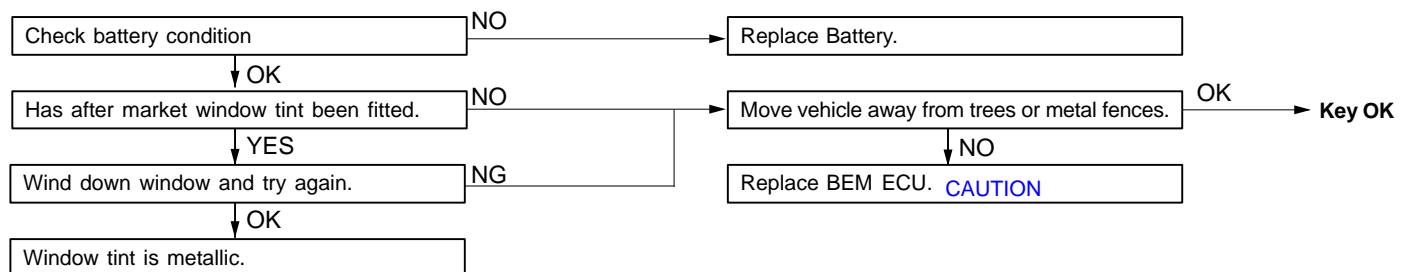 Check battery condition
NO
Replace Battery.
OK
Has after market window tint been fitted.
NO
Move vehicle away from trees or metal fences.
OK
Key OK
YES
NO
Wind down window and try again.
NG
Replace BEM ECU. CAUTION
OK
Window tint is metallic.